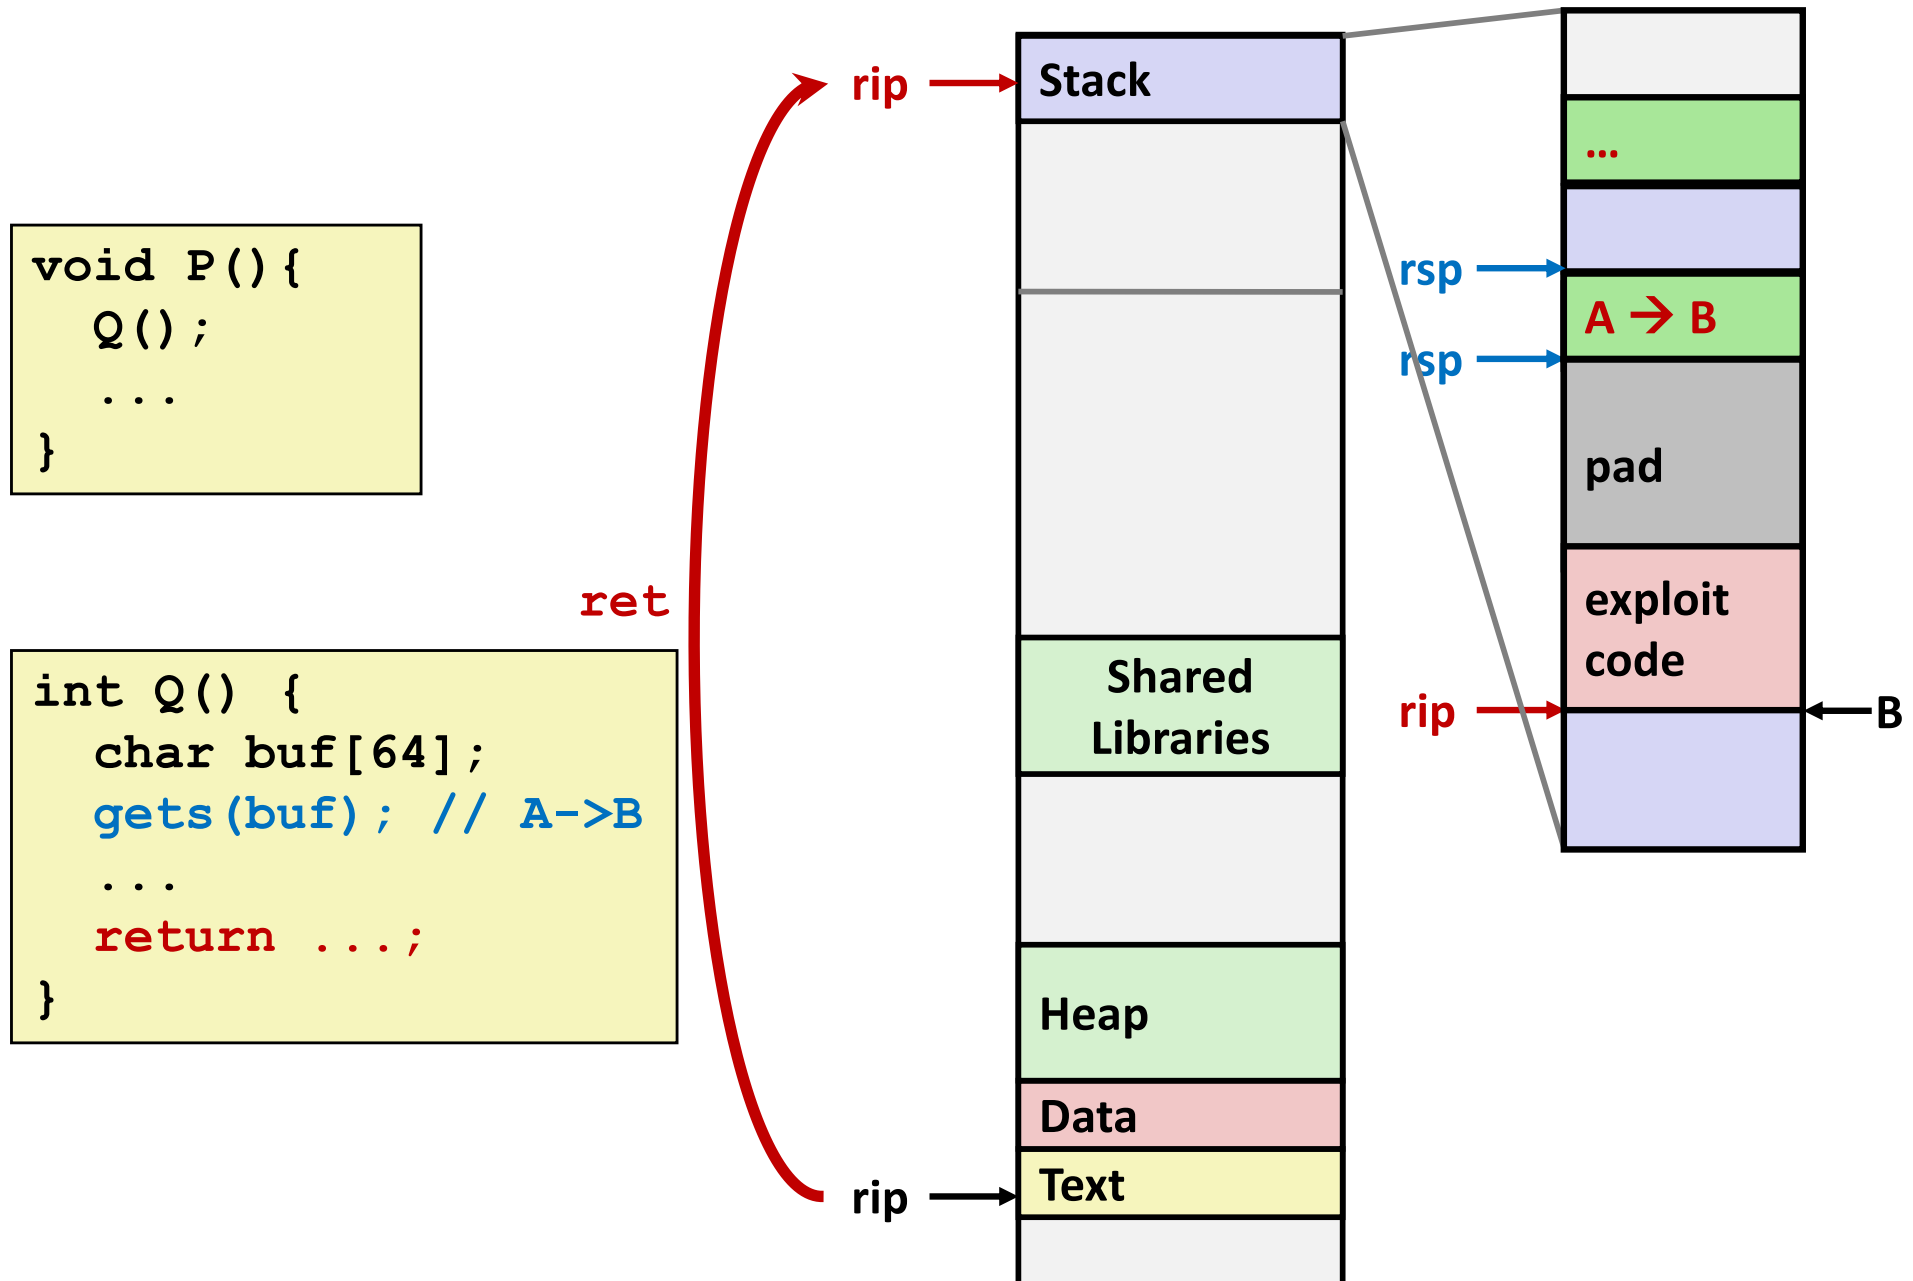 void P(){
  Q();
  ...
}
int Q() {
  char buf[64];
  gets(buf); // A->B
  ...
  return ...;
}
ret
rip
rip
Stack
Shared
Libraries
Heap
Data
Text
...
rsp
A → B
rsp
pad
exploit
code
rip
B